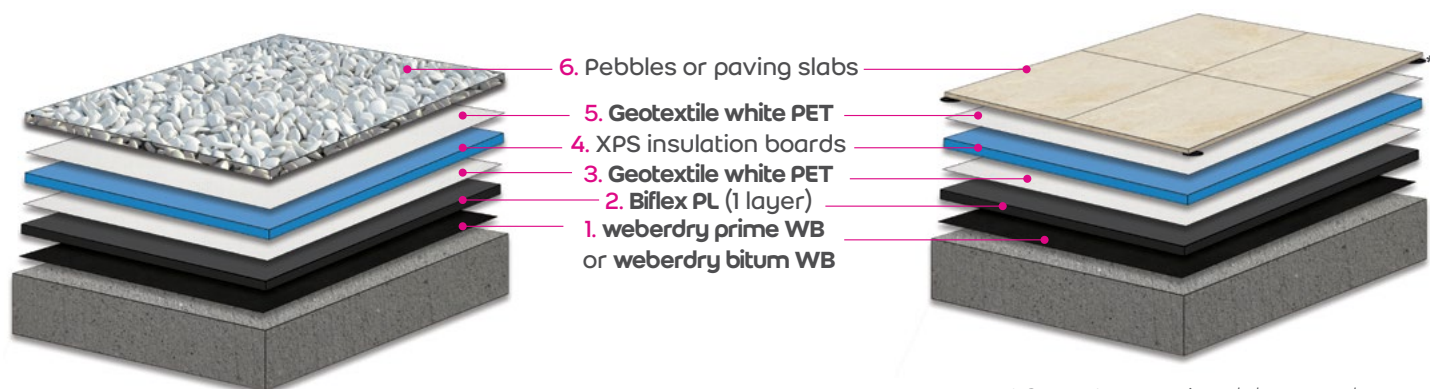 6. Pebbles or paving slabs
*
5. Geotextile white PET
4. XPS insulation boards
3. Geotextile white PET
2. Biflex PL (1 layer)
1. weberdry prime WB
or weberdry bitum WB